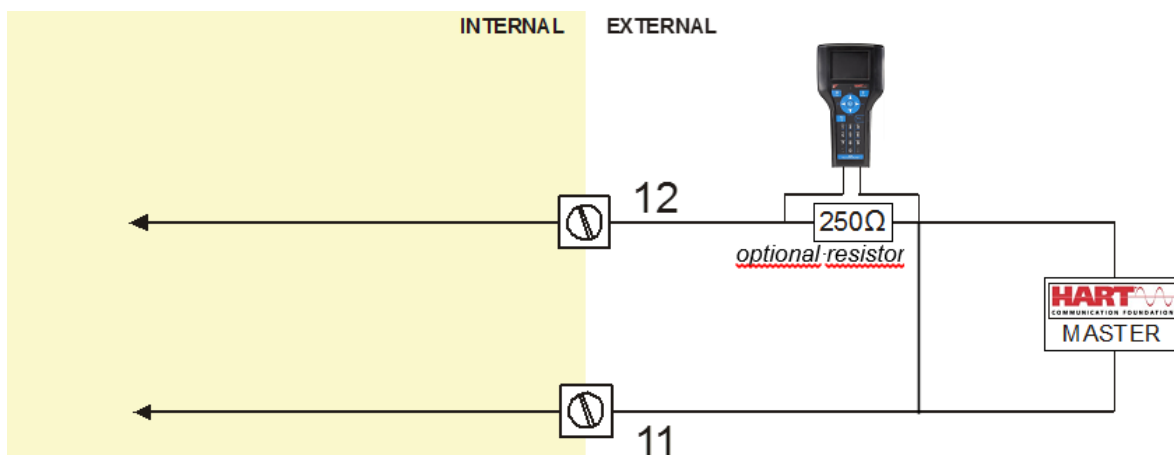 INTERNAL EXTERNAL
12
250Ω
optional·resistor
HART
COMMUNICATION FOUNDATION
MASTER
11